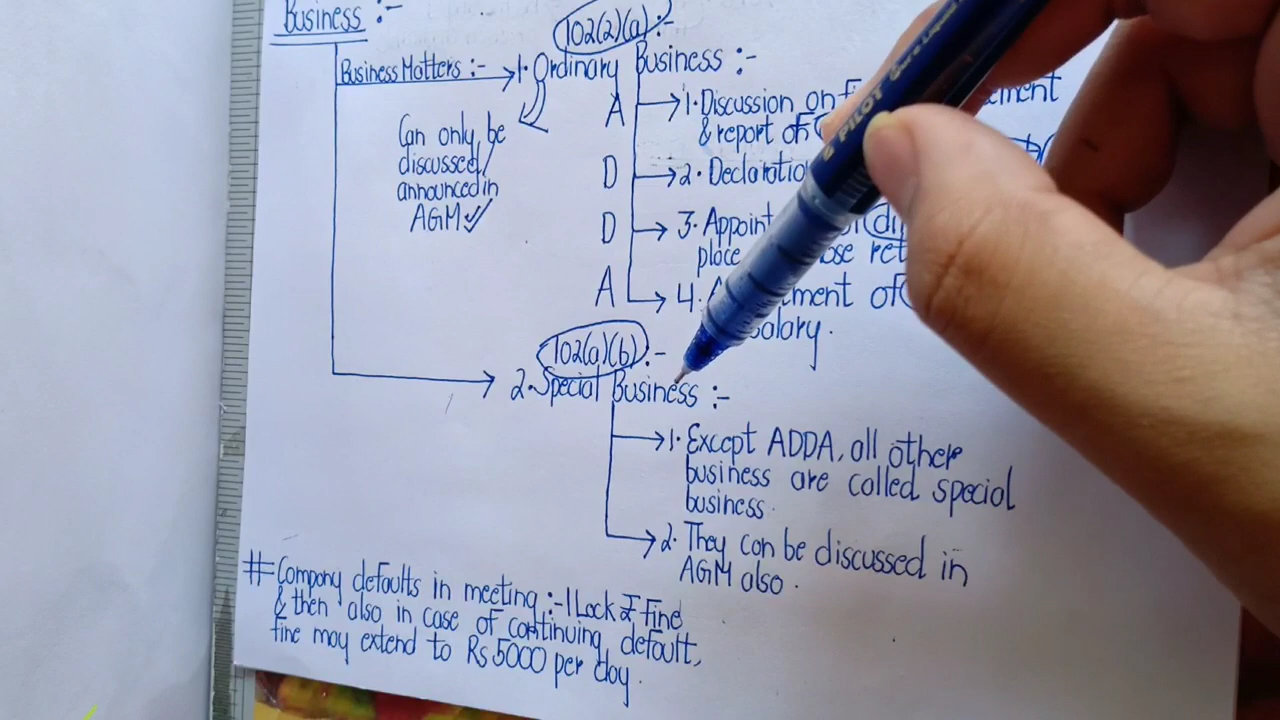 Business :-
102(2)(a) :-
Business Matters :- 1. Ordinary Business :-
Can only be
discussed/
announced in
AGM
A 1. Discussion on
& report of
D 2.
D 3.
place
A 4. of
salary.
102(a)(b) :-
2. Special Business :-
1. Except ADDA, all other
business are called special
business.
2. They can be discussed in
AGM also.
# Company defaults in meeting :- 1 Lack ₹ fine
& then also in case of continuing default,
fine may extend to Rs 5000 per day.
PILOT